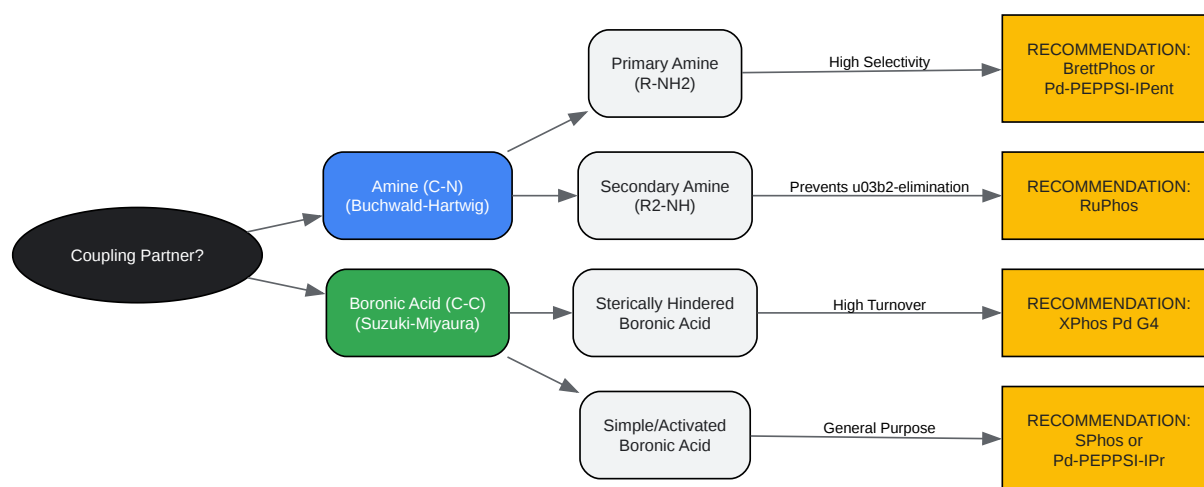 Coupling Partner?
Amine (C-N)
(Buchwald-Hartwig)
Boronic Acid (C-C)
(Suzuki-Miyaura)
Primary Amine
(R-NH2)
High Selectivity
RECOMMENDATION:
BrettPhos or
Pd-PEPPSI-IPent
Secondary Amine
(R2-NH)
Prevents u03b2-elimination
RECOMMENDATION:
RuPhos
Sterically Hindered
Boronic Acid
High Turnover
RECOMMENDATION:
XPhos Pd G4
Simple/Activated
Boronic Acid
General Purpose
RECOMMENDATION:
SPhos or
Pd-PEPPSI-IPr